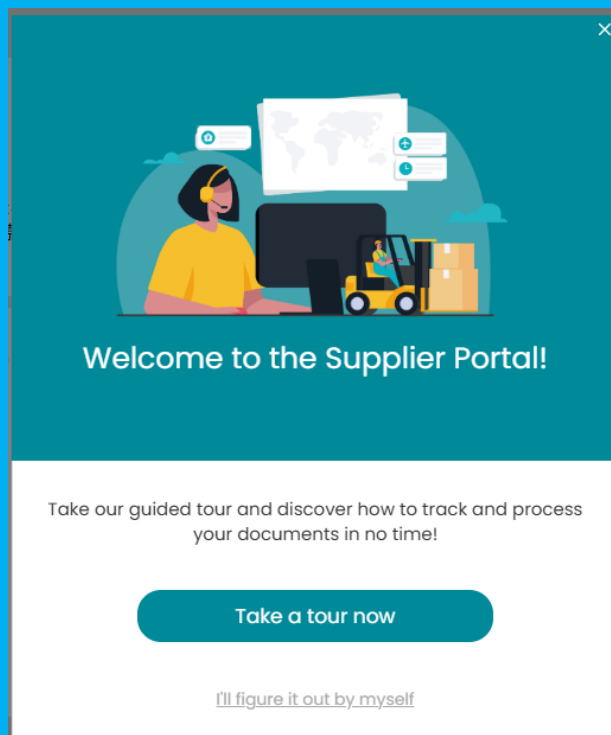 Welcome to the Supplier Portal!
Take our guided tour and discover how to track and process
your documents in no time!
Take a tour now
I'll figure it out by myself